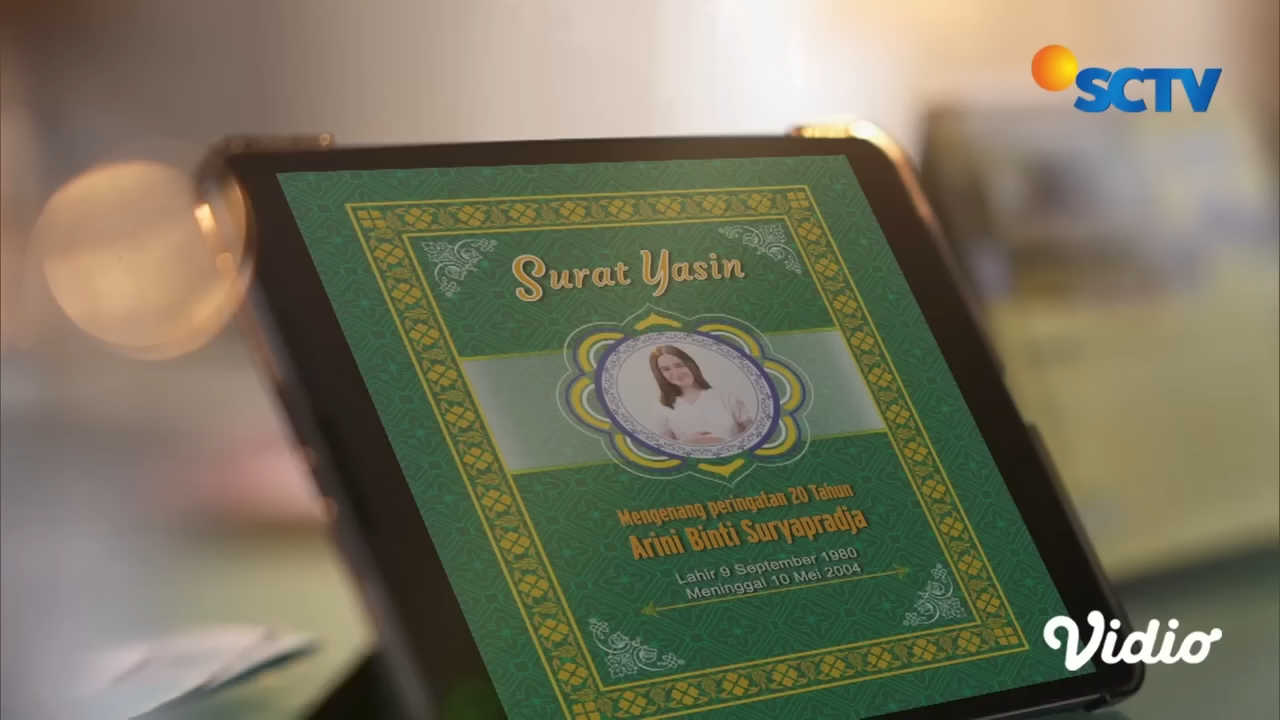 SCTV
Surat Yasin
Mengenang peringatan 20 Tahun
Arini Binti Suryapradja
Lahir 9 September 1980
Meninggal 10 Mei 2004
Vidio